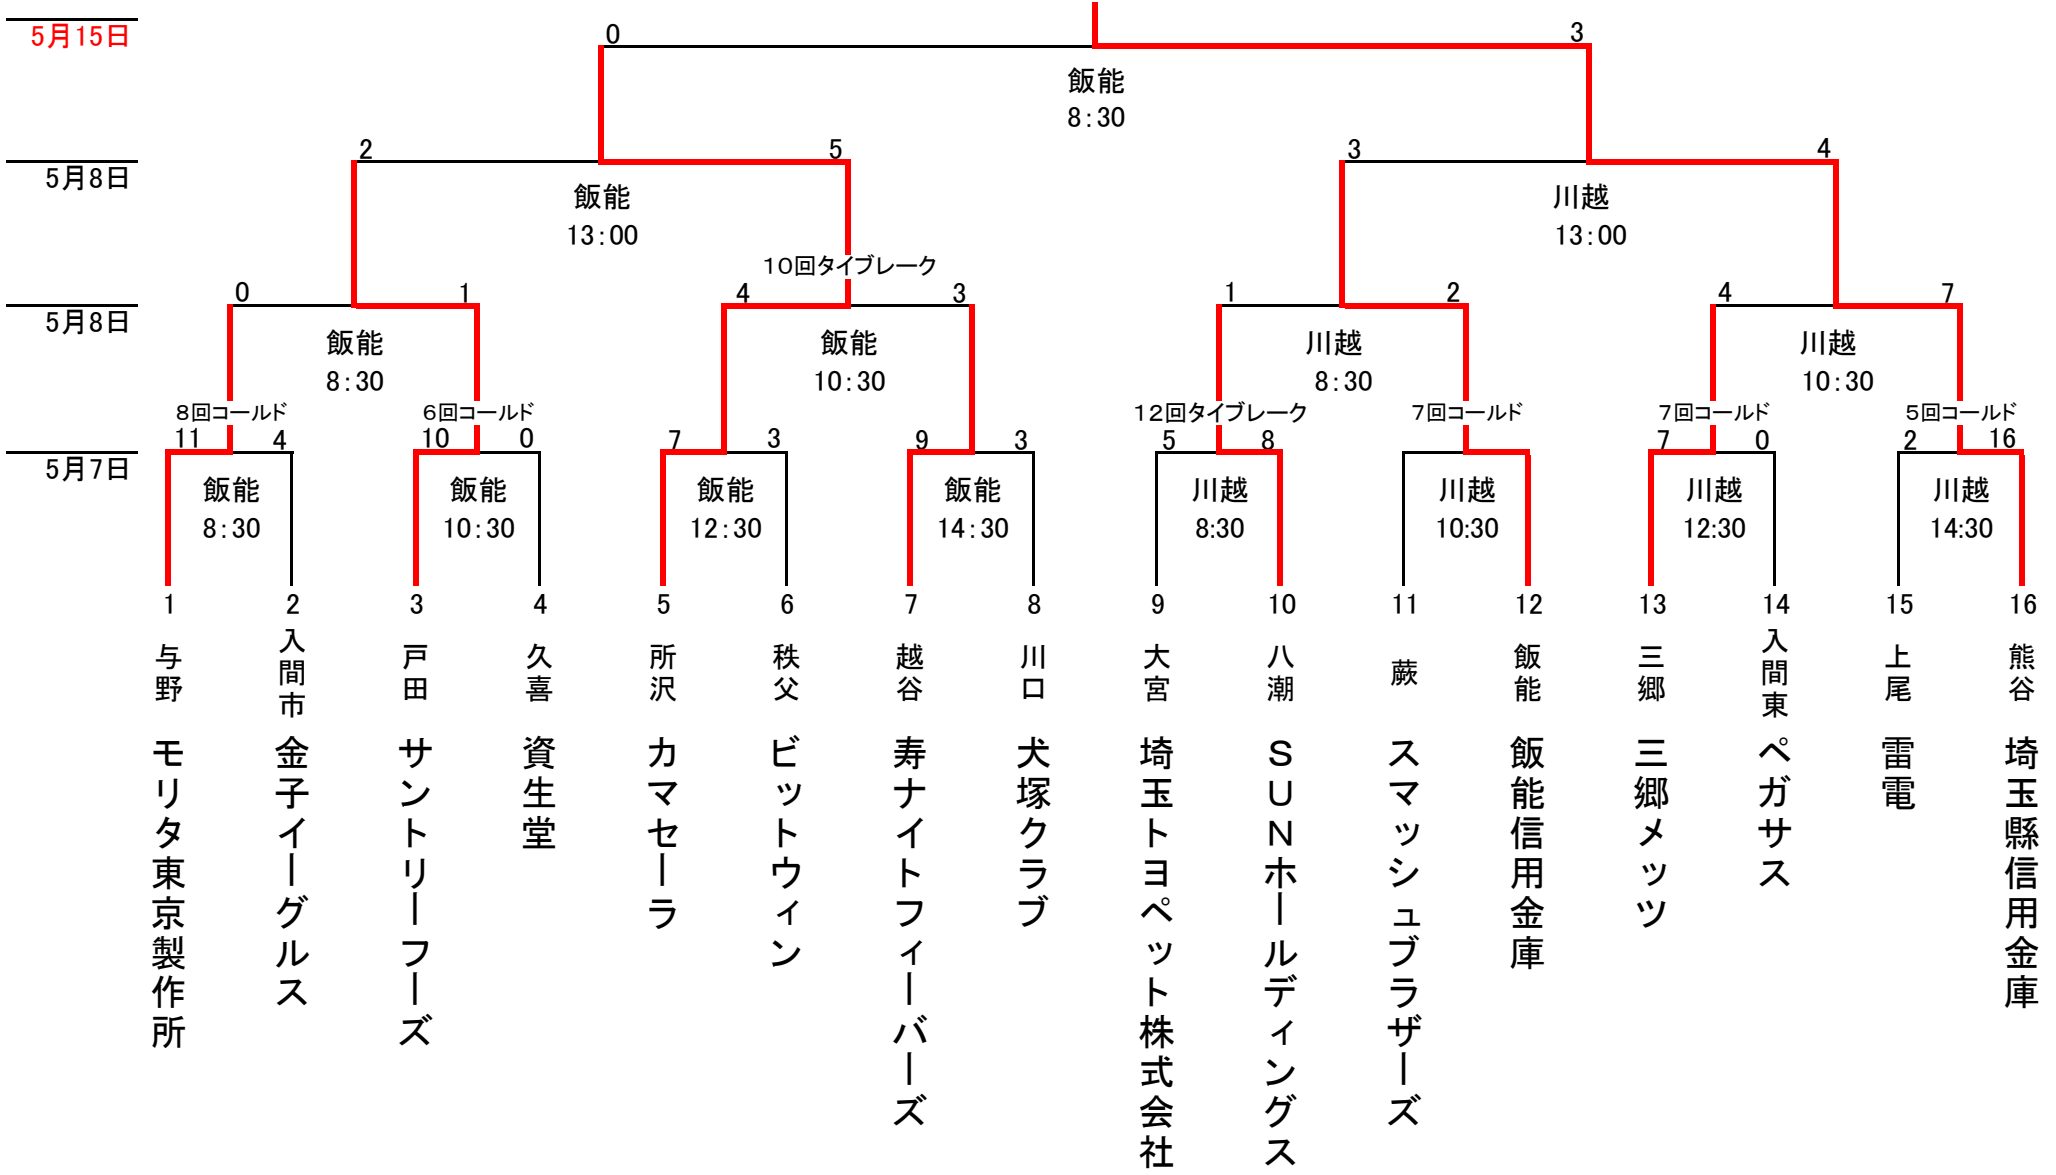 0
3
5月15日
飯能
8:30
2
5
3
4
5月8日
飯能
13:00
川越
13:00
10回タイブレーク
0
1
4
3
1
2
4
7
5月8日
飯能
8:30
飯能
10:30
川越
8:30
川越
10:30
8回コールド
6回コールド
12回タイブレーク
7回コールド
7回コールド
5回コールド
11
4
10
0
7
3
9
3
5
8
7
0
2
16
5月7日
飯能
8:30
飯能
10:30
飯能
12:30
飯能
14:30
川越
8:30
川越
10:30
川越
12:30
川越
14:30
1
2
3
4
5
6
7
8
9
10
11
12
13
14
15
16
与野
入間市
戸田
久喜
所沢
秩父
越谷
川口
大宮
八潮
蕨
飯能
三郷
入間東
上尾
熊谷
モリタ東京製作所
金子イーグルス
サントリーフーズ
資生堂
カマセーラ
ビットウィン
寿ナイトフィーバーズ
犬塚クラブ
埼玉トヨペット株式会社
SUNホールディングス
スマッシュブラザーズ
飯能信用金庫
三郷メッツ
ペガサス
雷電
埼玉縣信用金庫